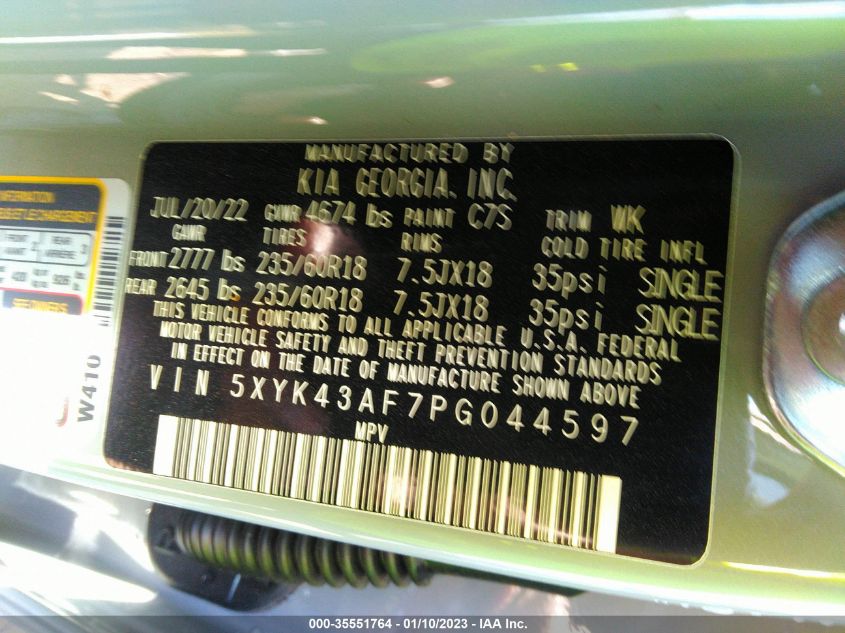 MANUFACTURED BY
KIA GEORGIA, INC.
JUL/20/22 GVWR 4674 lbs PAINT C7S TRIM WK
GAWR TIRES RIMS COLD TIRE INFL
FRONT 2777 lbs 235/60R18 7.5JX18 35psi SINGLE
REAR 2645 lbs 235/60R18 7.5JX18 35psi SINGLE
THIS VEHICLE CONFORMS TO ALL APPLICABLE U.S.A. FEDERAL
MOTOR VEHICLE SAFETY AND THEFT PREVENTION STANDARDS
IN EFFECT ON THE DATE OF MANUFACTURE SHOWN ABOVE
VIN 5XYK43AF7PG044597
MPV
INFORMATION
W410
000-35551764 - 01/10/2023 - IAA Inc.